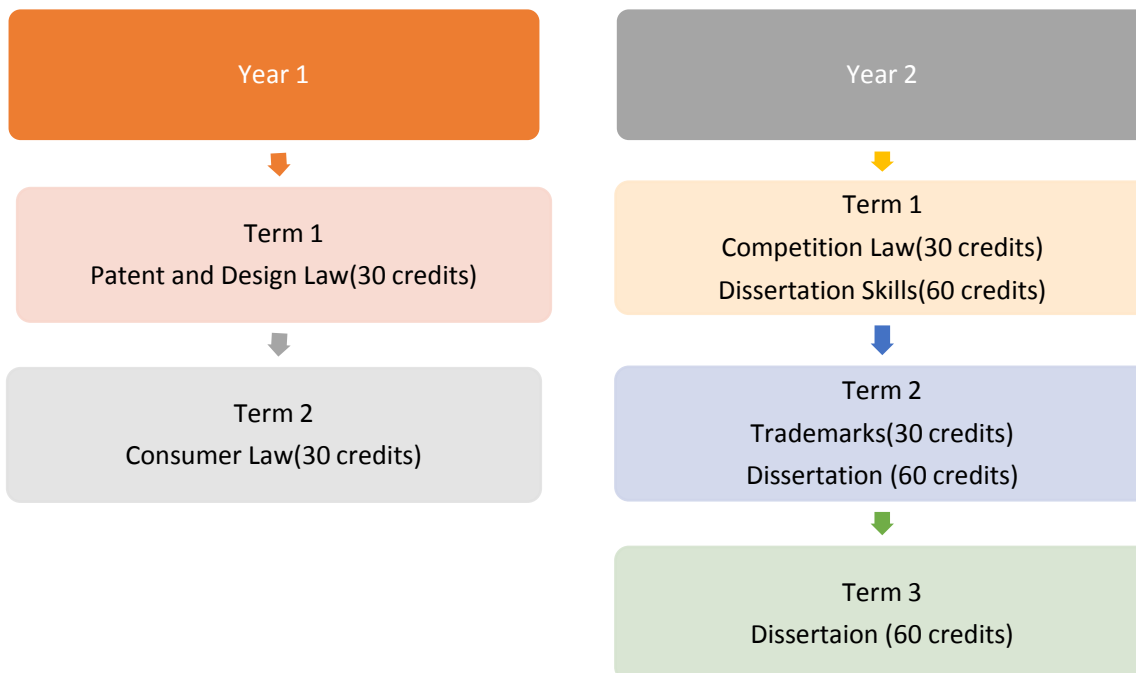 Year 1
Term 1
Patent and Design Law(30 credits)
Term 2
Consumer Law(30 credits)
Year 2
Term 1
Competition Law(30 credits)
Dissertation Skills(60 credits)
Term 2
Trademarks(30 credits)
Dissertation (60 credits)
Term 3
Dissertaion (60 credits)